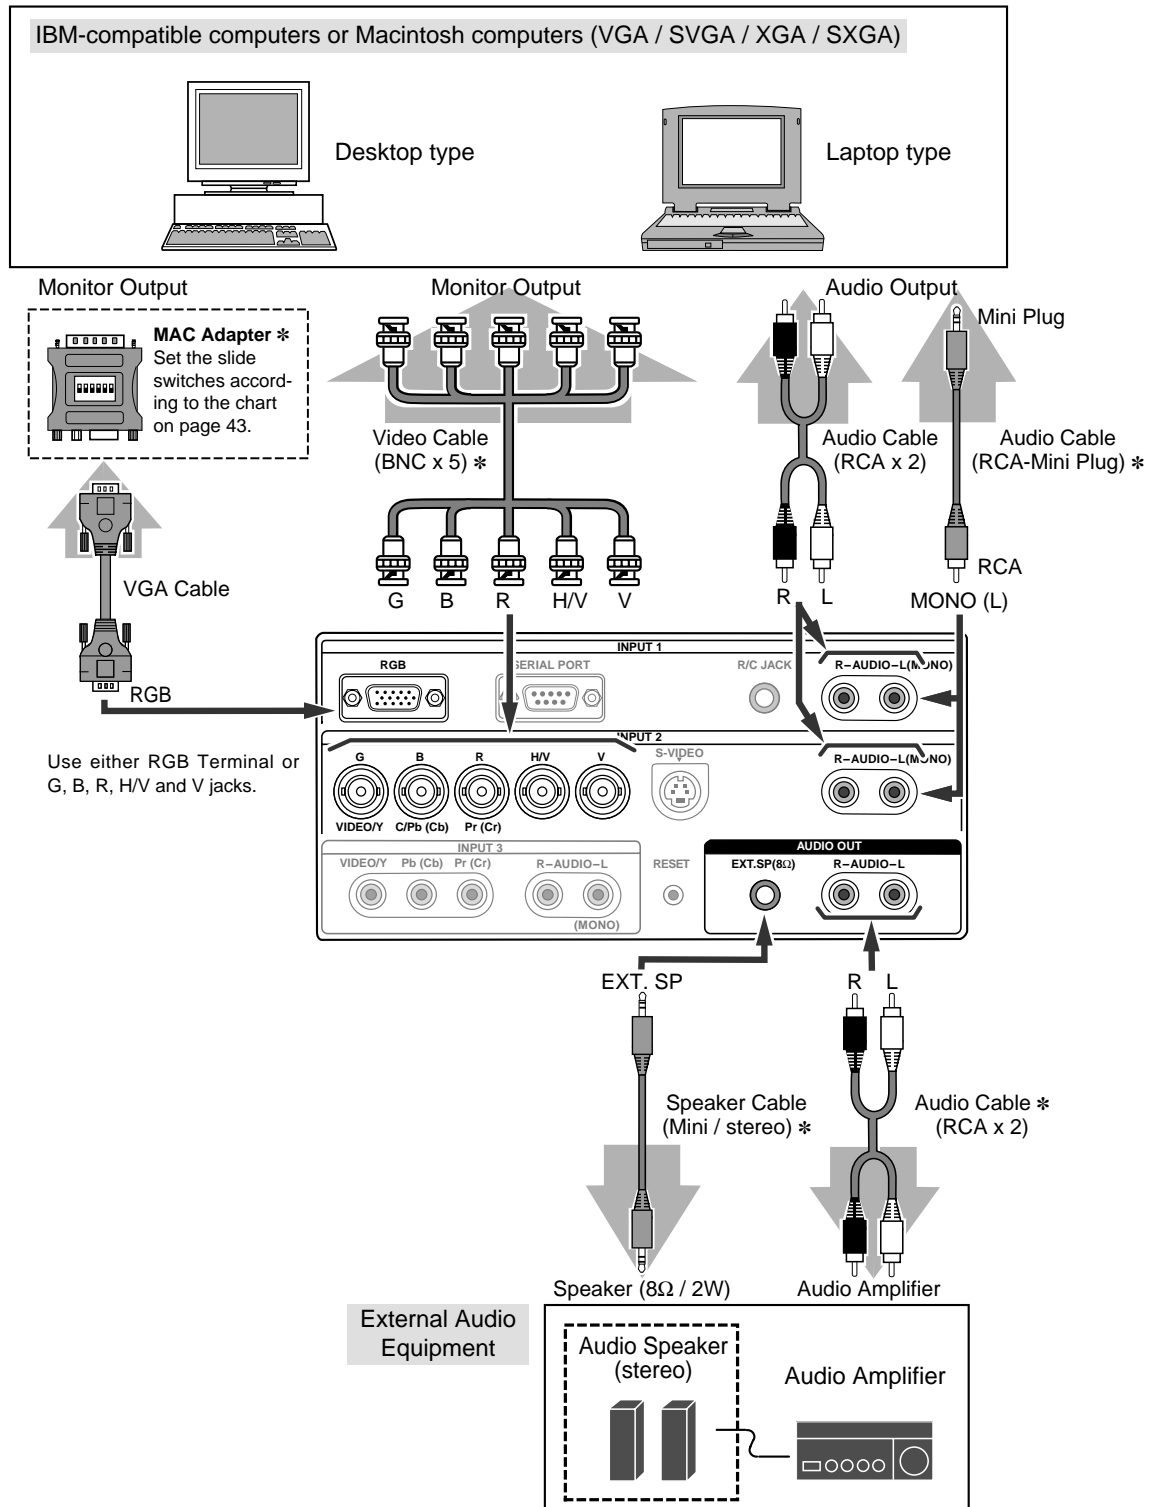 IBM-compatible computers or Macintosh computers (VGA / SVGA / XGA / SXGA)
Desktop type
Laptop type
Monitor Output
Monitor Output
Audio Output
MAC Adapter ✻
Set the slide
switches accord-
ing to the chart
on page 43.
Mini Plug
Video Cable
(BNC x 5) ✻
Audio Cable
(RCA x 2)
Audio Cable
(RCA-Mini Plug) ✻
VGA Cable
RCA
G B R H/V V
R L
MONO (L)
RGB
Use either RGB Terminal or
G, B, R, H/V and V jacks.
INPUT 1
RGB
SERIAL PORT
R/C JACK
R–AUDIO–L(MONO)
INPUT 2
G B R H/V V
S-VIDEO
R–AUDIO–L(MONO)
VIDEO/Y C/Pb (Cb) Pr (Cr)
INPUT 3
VIDEO/Y Pb (Cb) Pr (Cr)
R–AUDIO–L
(MONO)
RESET
AUDIO OUT
EXT.SP(8Ω)
R–AUDIO–L
EXT. SP
R L
Speaker Cable
(Mini / stereo) ✻
Audio Cable ✻
(RCA x 2)
Speaker (8Ω / 2W)
Audio Amplifier
External Audio
Equipment
Audio Speaker
(stereo)
Audio Amplifier